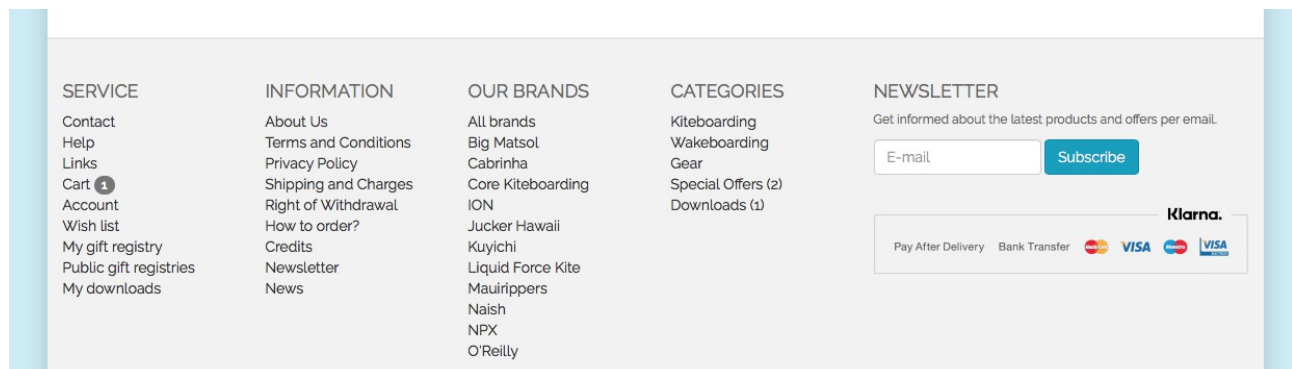 SERVICE
Contact
Help
Links
Cart 1
Account
Wish list
My gift registry
Public gift registries
My downloads
INFORMATION
About Us
Terms and Conditions
Privacy Policy
Shipping and Charges
Right of Withdrawal
How to order?
Credits
Newsletter
News
OUR BRANDS
All brands
Big Matsol
Cabrinha
Core Kiteboarding
ION
Jucker Hawaii
Kuyichi
Liquid Force Kite
Mauirippers
Naish
NPX
O'Reilly
CATEGORIES
Kiteboarding
Wakeboarding
Gear
Special Offers (2)
Downloads (1)
NEWSLETTER
Get informed about the latest products and offers per email.
E-mail Subscribe
Klarna.
Pay After Delivery Bank Transfer MasterCard VISA Maestro VISA